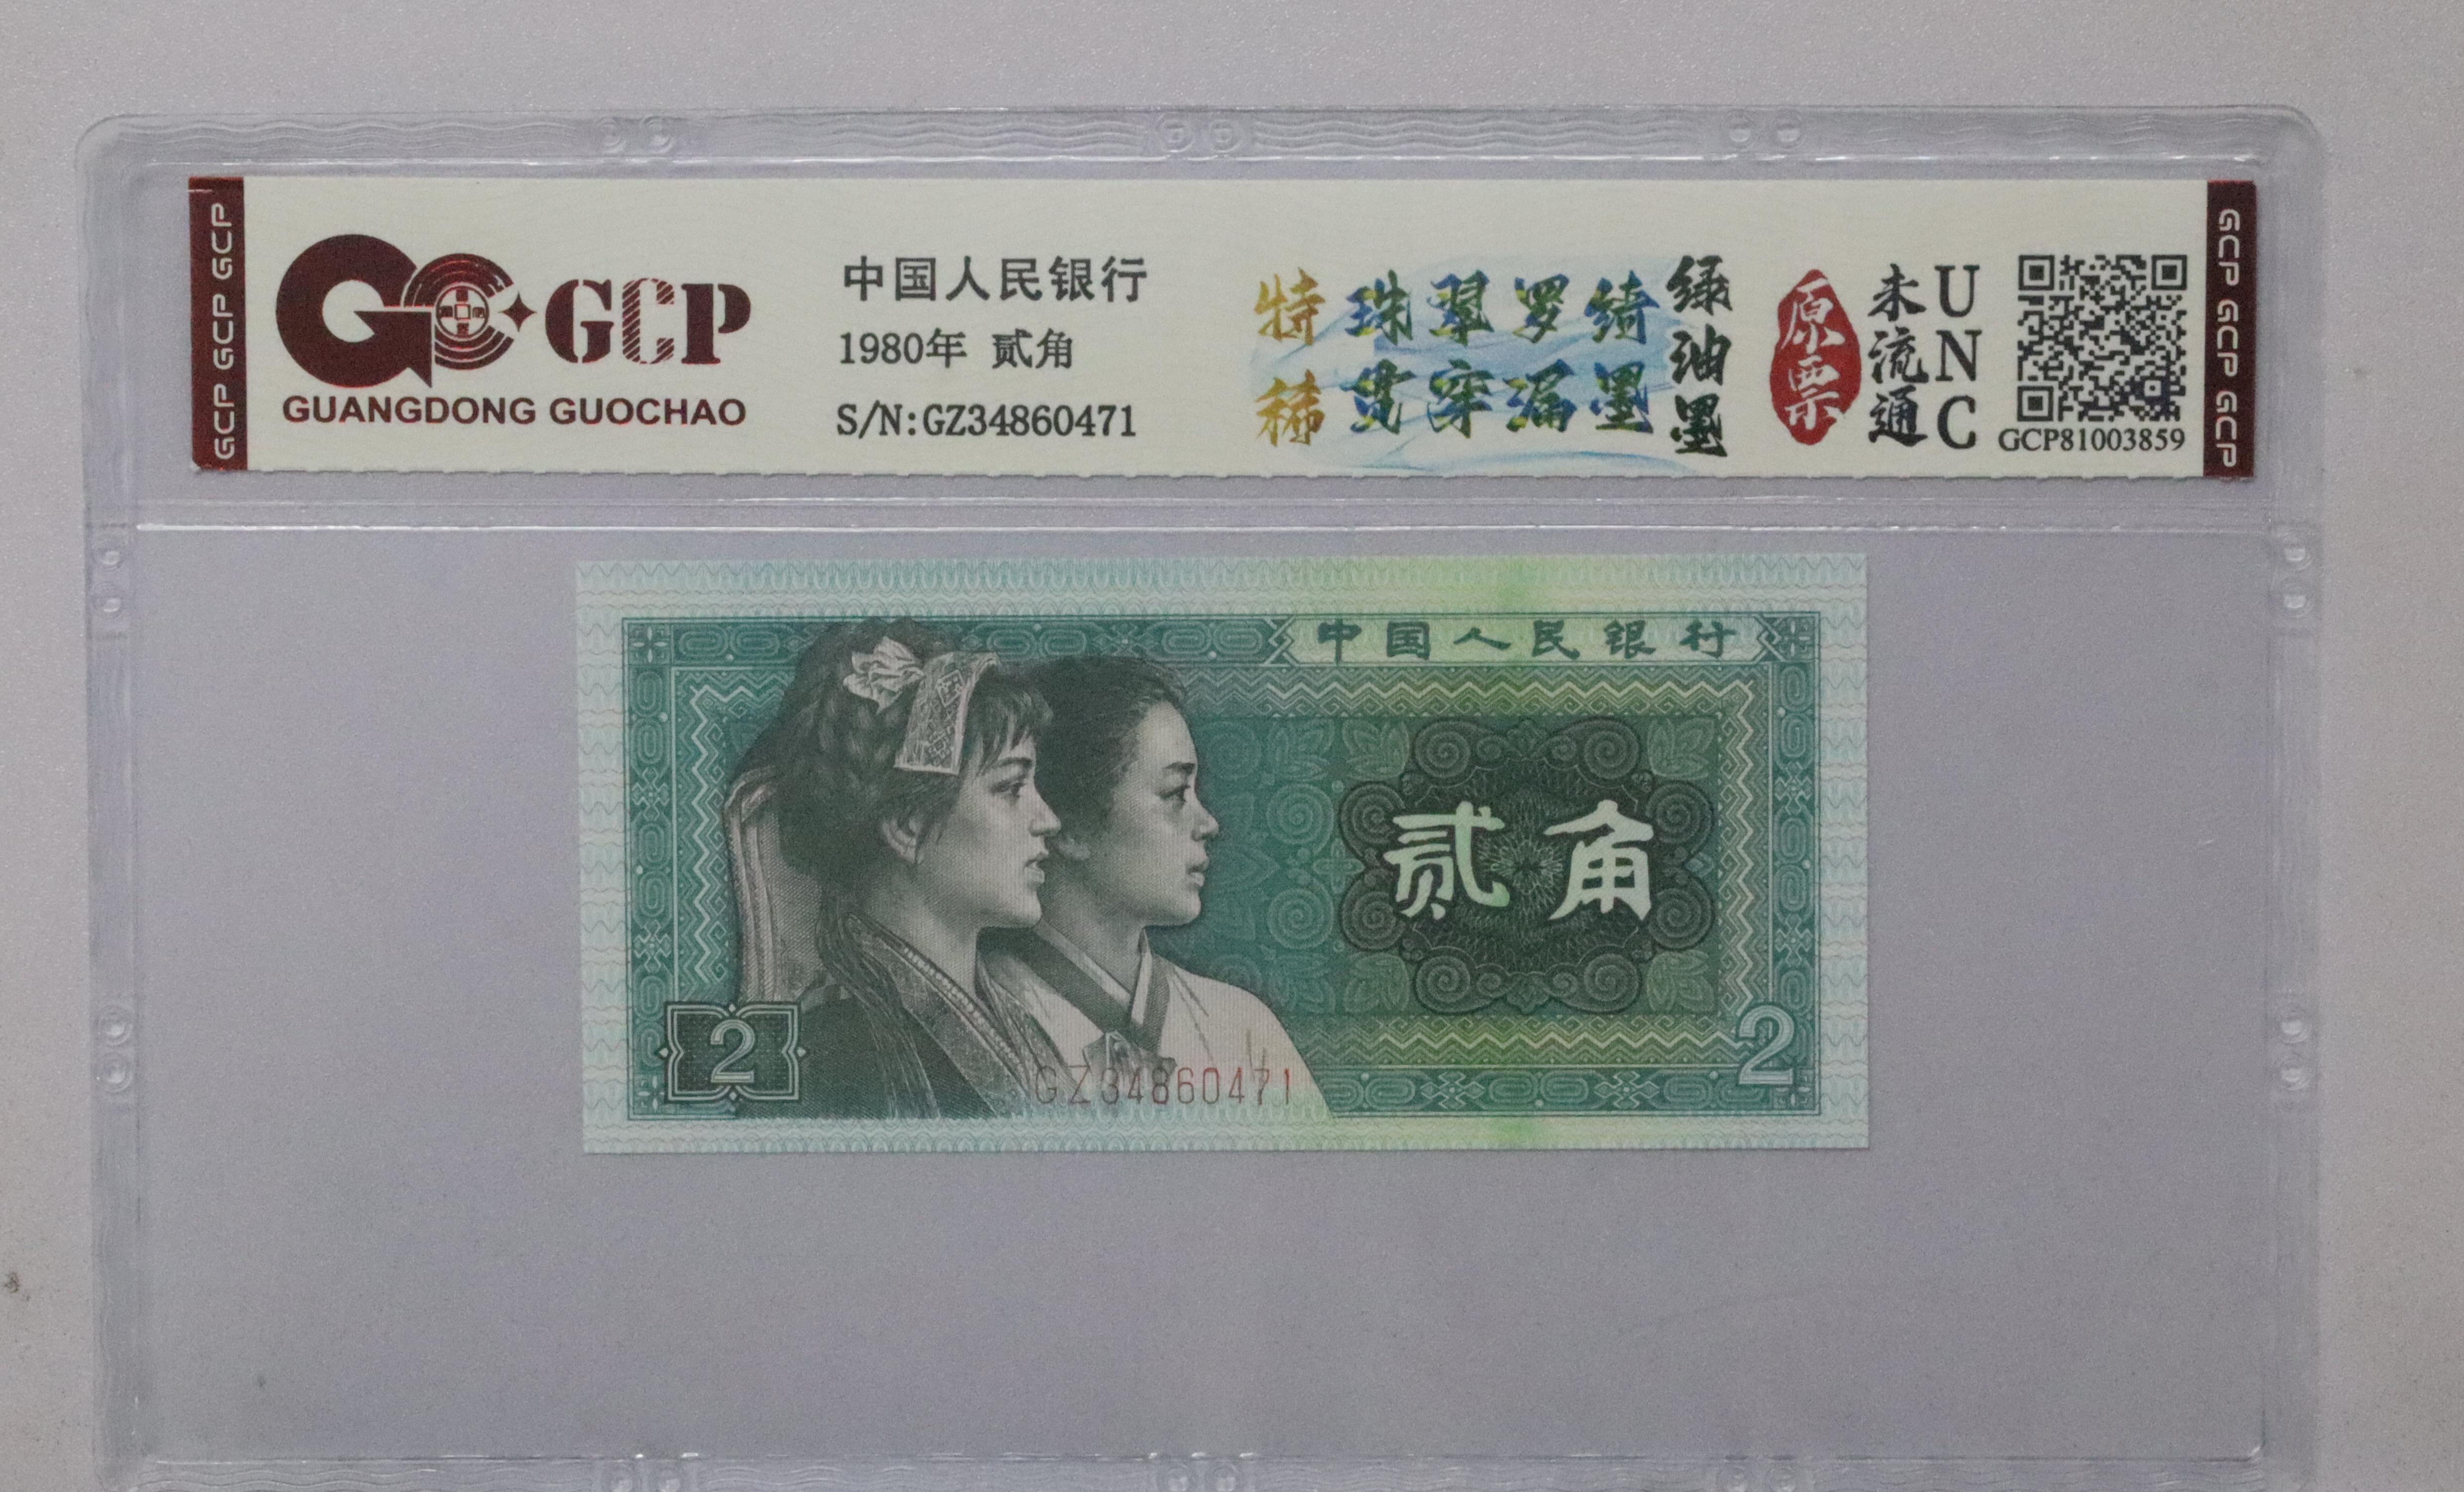 GCP GCP GCP
GCP
GUANGDONG GUOCHAO
中国人民银行
1980年 贰角
S/N:GZ34860471
特稀
珠翠罗绮
贯穿漏墨
绿油墨
原票
未流通
UNC
GCP81003859
GCP GCP GCP
中国人民银行
贰角
2
2
GZ34860471